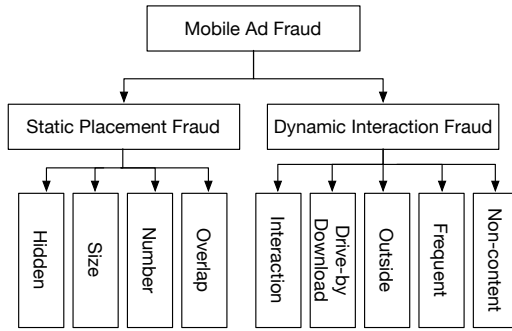 Mobile Ad Fraud
Static Placement Fraud
Dynamic Interaction Fraud
Hidden
Size
Number
Overlap
Interaction
Drive-by
Download
Outside
Frequent
Non-content